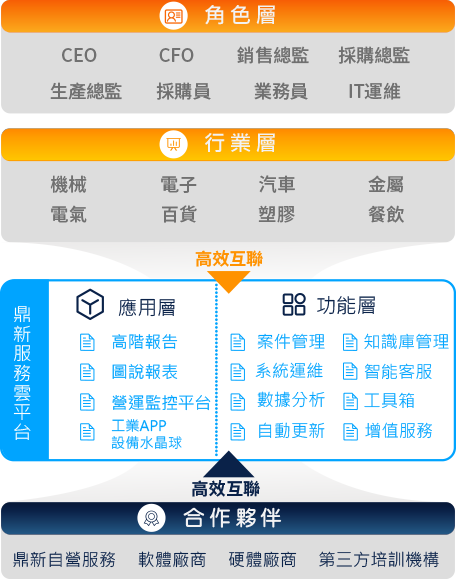 角色層
CEO CFO 銷售總監 採購總監
生產總監 採購員 業務員 IT運維
行業層
機械 電子 汽車 金屬
電氣 百貨 塑膠 餐飲
高效互聯
鼎新服務雲平台
應用層
高階報告
圖說報表
營運監控平台
工業APP
設備水晶球
功能層
案件管理 知識庫管理
系統運維 智能客服
數據分析 工具箱
自動更新 增值服務
高效互聯
合作夥伴
鼎新自營服務 軟體廠商 硬體廠商 第三方培訓機構